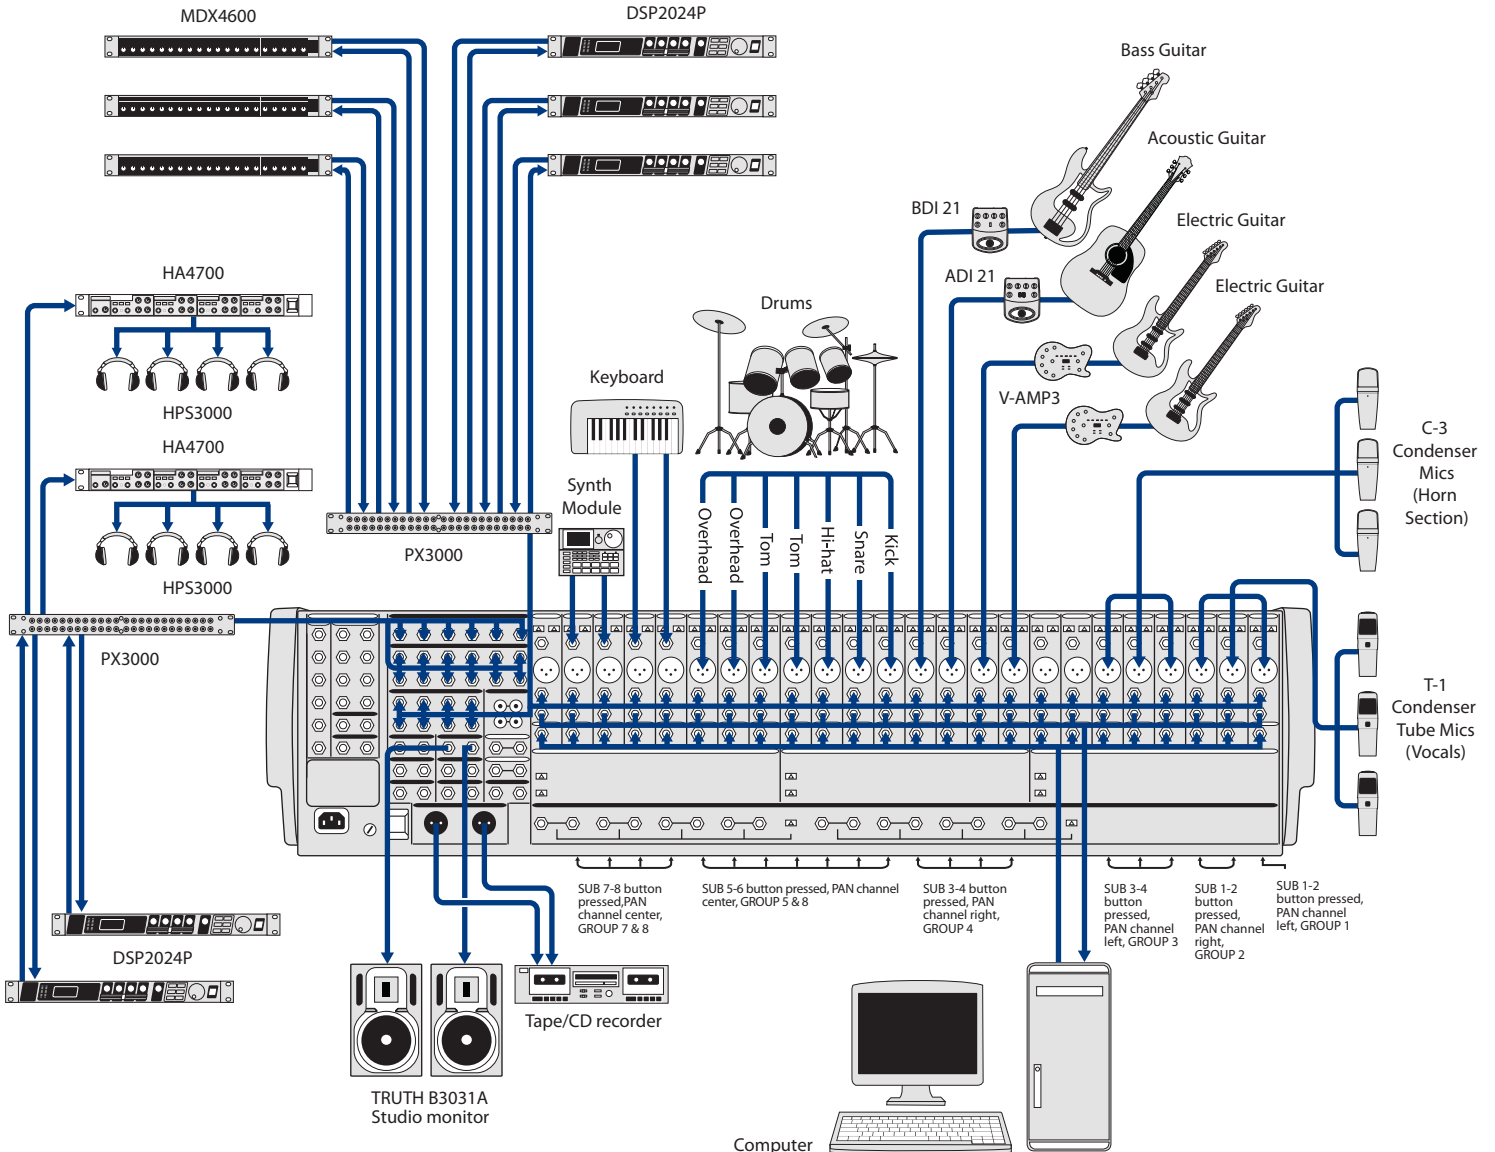 MDX4600
DSP2024P
Bass Guitar
Acoustic Guitar
BDI 21
Electric Guitar
ADI 21
Electric Guitar
HA4700
Drums
HPS3000
Keyboard
V-AMP3
HA4700
C-3
Condenser
Mics
(Horn
Section)
Synth
Module
Overhead
Overhead
Tom
Tom
Hi-hat
Snare
Kick
PX3000
HPS3000
PX3000
T-1
Condenser
Tube Mics
(Vocals)
SUB 7-8 button
pressed,PAN
channel center,
GROUP 7 & 8
SUB 5-6 button pressed, PAN channel
center, GROUP 5 & 8
SUB 3-4 button
pressed, PAN
channel right,
GROUP 4
SUB 3-4
button
pressed,
PAN channel
left, GROUP 3
SUB 1-2
button
pressed,
PAN channel
right,
GROUP 2
SUB 1-2
button pressed,
PAN channel
left, GROUP 1
DSP2024P
Tape/CD recorder
TRUTH B3031A
Studio monitor
Computer